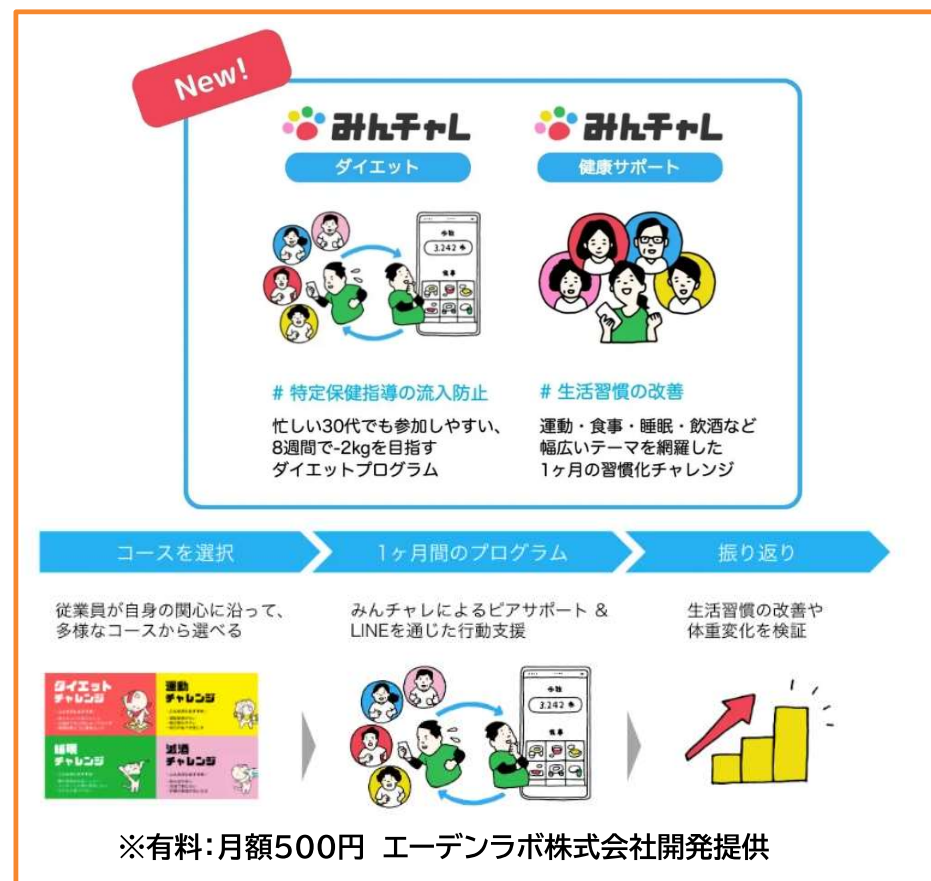 New!
みんチャレ
ダイエット
みんチャレ
健康サポート
歩数
3,242 歩
食事
# 特定保健指導の流入防止
忙しい30代でも参加しやすい、
8週間で-2kgを目指す
ダイエットプログラム
# 生活習慣の改善
運動・食事・睡眠・飲酒など
幅広いテーマを網羅した
1ヶ月の習慣化チャレンジ
コースを選択
1ヶ月間のプログラム
振り返り
従業員が自身の関心に沿って、
多様なコースから選べる
みんチャレによるピアサポート &
LINEを通じた行動支援
生活習慣の改善や
体重変化を検証
ダイエット
チャレンジ
運動
チャレンジ
睡眠
チャレンジ
減酒
チャレンジ
歩数
3,242 歩
食事
※有料：月額500円 エーデンラボ株式会社開発提供